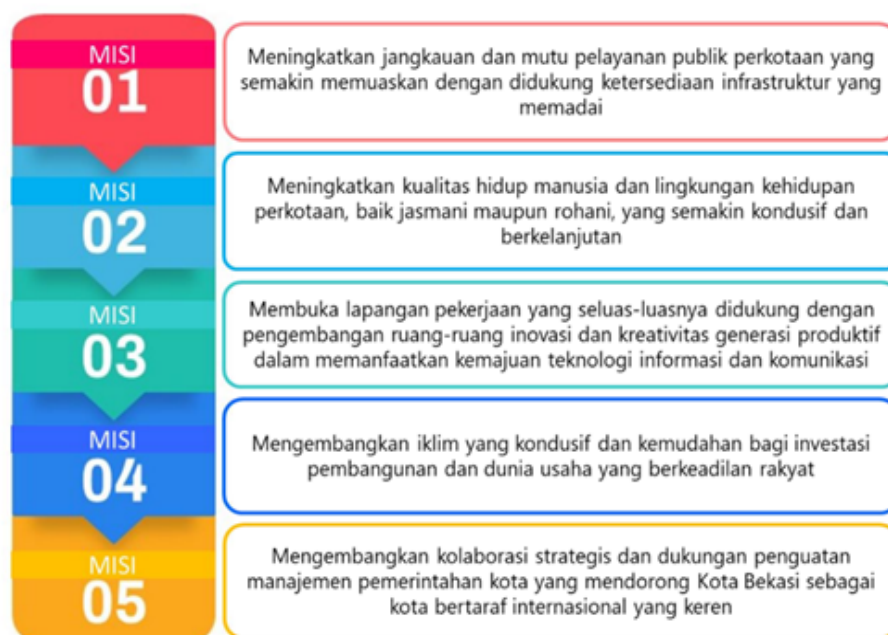 MISI
01
Meningkatkan jangkauan dan mutu pelayanan publik perkotaan yang
semakin memuaskan dengan didukung ketersediaan infrastruktur yang
memadai
MISI
02
Meningkatkan kualitas hidup manusia dan lingkungan kehidupan
perkotaan, baik jasmani maupun rohani, yang semakin kondusif dan
berkelanjutan
MISI
03
Membuka lapangan pekerjaan yang seluas-luasnya didukung dengan
pengembangan ruang-ruang inovasi dan kreativitas generasi produktif
dalam memanfaatkan kemajuan teknologi informasi dan komunikasi
MISI
04
Mengembangkan iklim yang kondusif dan kemudahan bagi investasi
pembangunan dan dunia usaha yang berkeadilan rakyat
MISI
05
Mengembangkan kolaborasi strategis dan dukungan penguatan
manajemen pemerintahan kota yang mendorong Kota Bekasi sebagai
kota bertaraf internasional yang keren